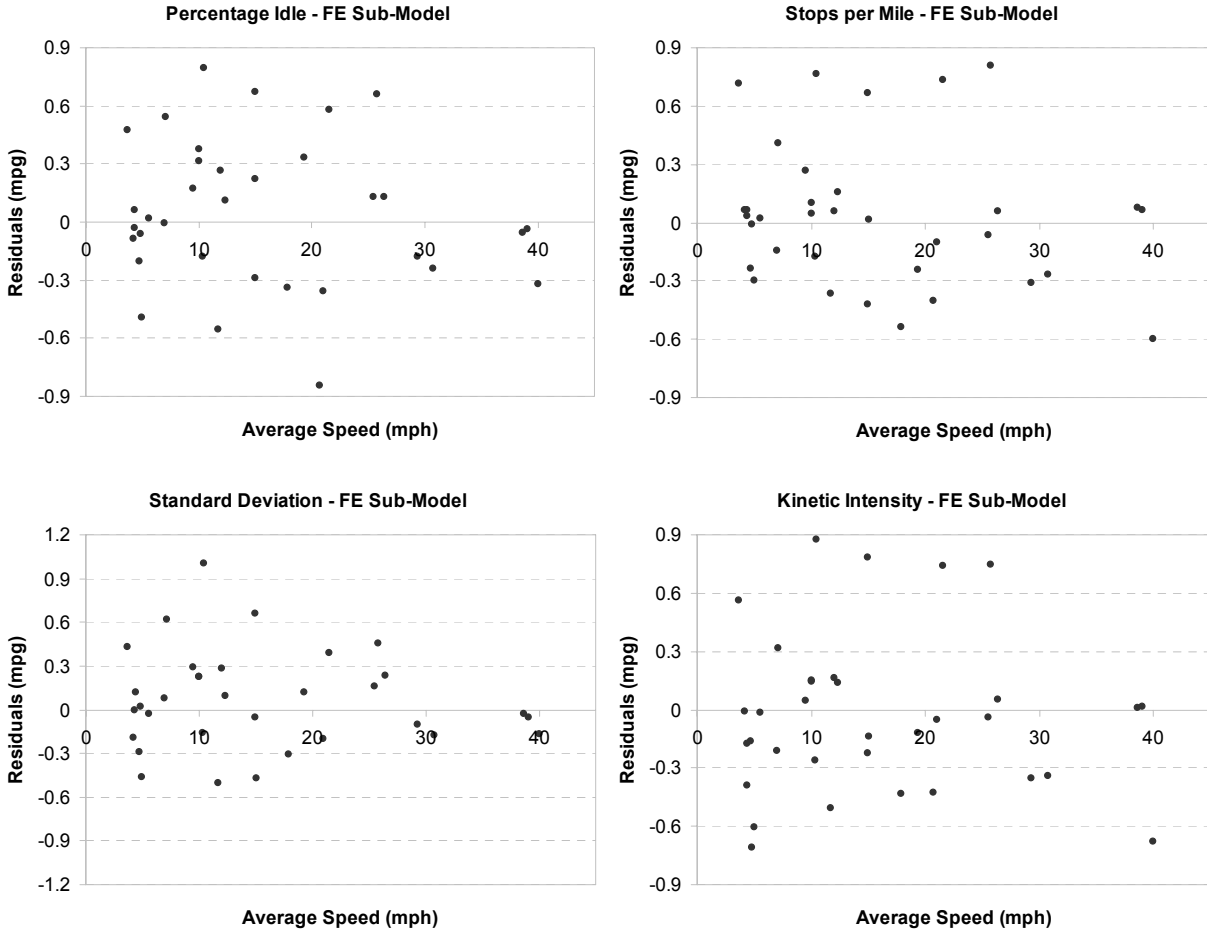 Percentage Idle - FE Sub-Model
0.9
0.6
0.3
0
-0.3
-0.6
-0.9
0 10 20 30 40
Residuals (mpg)
Average Speed (mph)
Stops per Mile - FE Sub-Model
0.9
0.6
0.3
0
-0.3
-0.6
-0.9
0 10 20 30 40
Residuals (mpg)
Average Speed (mph)
Standard Deviation - FE Sub-Model
1.2
0.9
0.6
0.3
0
-0.3
-0.6
-0.9
-1.2
0 10 20 30 40
Residuals (mpg)
Average Speed (mph)
Kinetic Intensity - FE Sub-Model
0.9
0.6
0.3
0
-0.3
-0.6
-0.9
0 10 20 30 40
Residuals (mpg)
Average Speed (mph)